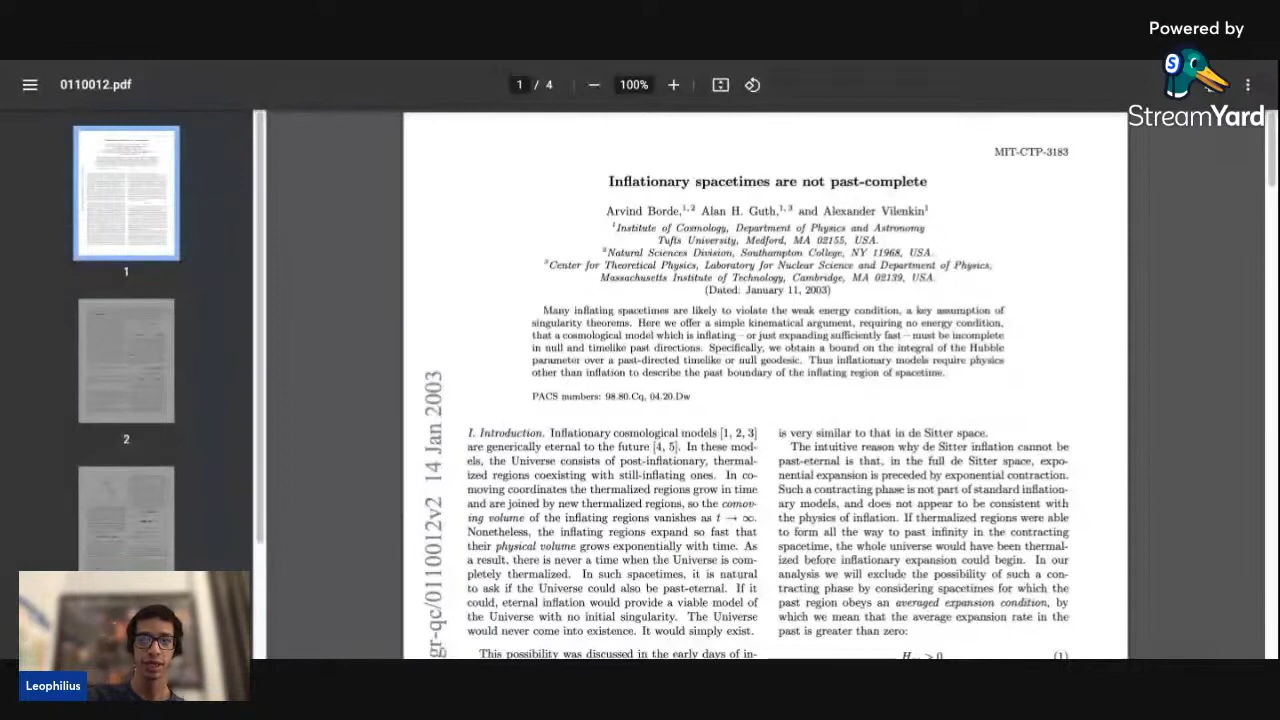 Powered by
StreamYard
0110012.pdf
1 / 4
100%
MIT-CTP-3183
Inflationary spacetimes are not past-complete
Arvind Borde,1, 2 Alan H. Guth,1, 3 and Alexander Vilenkin1
1Institute of Cosmology, Department of Physics and Astronomy
Tufts University, Medford, MA 02155, USA.
2Natural Sciences Division, Southampton College, NY 11968, USA.
3Center for Theoretical Physics, Laboratory for Nuclear Science and Department of Physics,
Massachusetts Institute of Technology, Cambridge, MA 02139, USA.
(Dated: January 11, 2003)
Many inflating spacetimes are likely to violate the weak energy condition, a key assumption of
singularity theorems. Here we offer a simple kinematical argument, requiring no energy condition,
that a cosmological model which is inflating – or just expanding sufficiently fast – must be incomplete
in null and timelike past directions. Specifically, we obtain a bound on the integral of the Hubble
parameter over a past-directed timelike or null geodesic. Thus inflationary models require physics
other than inflation to describe the past boundary of the inflating region of spacetime.
PACS numbers: 98.80.Cq, 04.20.Dw
gr-qc/0110012v2 14 Jan 2003
I. Introduction. Inflationary cosmological models [1, 2, 3]
are generically eternal to the future [4, 5]. In these mod-
els, the Universe consists of post-inflationary, thermal-
ized regions coexisting with still-inflating ones. In co-
moving coordinates the thermalized regions grow in time
and are joined by new thermalized regions, so the comov-
ing volume of the inflating regions vanishes as t → ∞.
Nonetheless, the inflating regions expand so fast that
their physical volume grows exponentially with time. As
a result, there is never a time when the Universe is com-
pletely thermalized. In such spacetimes, it is natural
to ask if the Universe could also be past-eternal. If it
could, eternal inflation would provide a viable model of
the Universe with no initial singularity. The Universe
would never come into existence. It would simply exist.
This possibility was discussed in the early days of in-
is very similar to that in de Sitter space.
The intuitive reason why de Sitter inflation cannot be
past-eternal is that, in the full de Sitter space, expo-
nential expansion is preceded by exponential contraction.
Such a contracting phase is not part of standard inflation-
ary models, and does not appear to be consistent with
the physics of inflation. If thermalized regions were able
to form all the way to past infinity in the contracting
spacetime, the whole universe would have been thermal-
ized before inflationary expansion could begin. In our
analysis we will exclude the possibility of such a con-
tracting phase by considering spacetimes for which the
past region obeys an averaged expansion condition, by
which we mean that the average expansion rate in the
past is greater than zero:
(1)
1
2
Leophilius